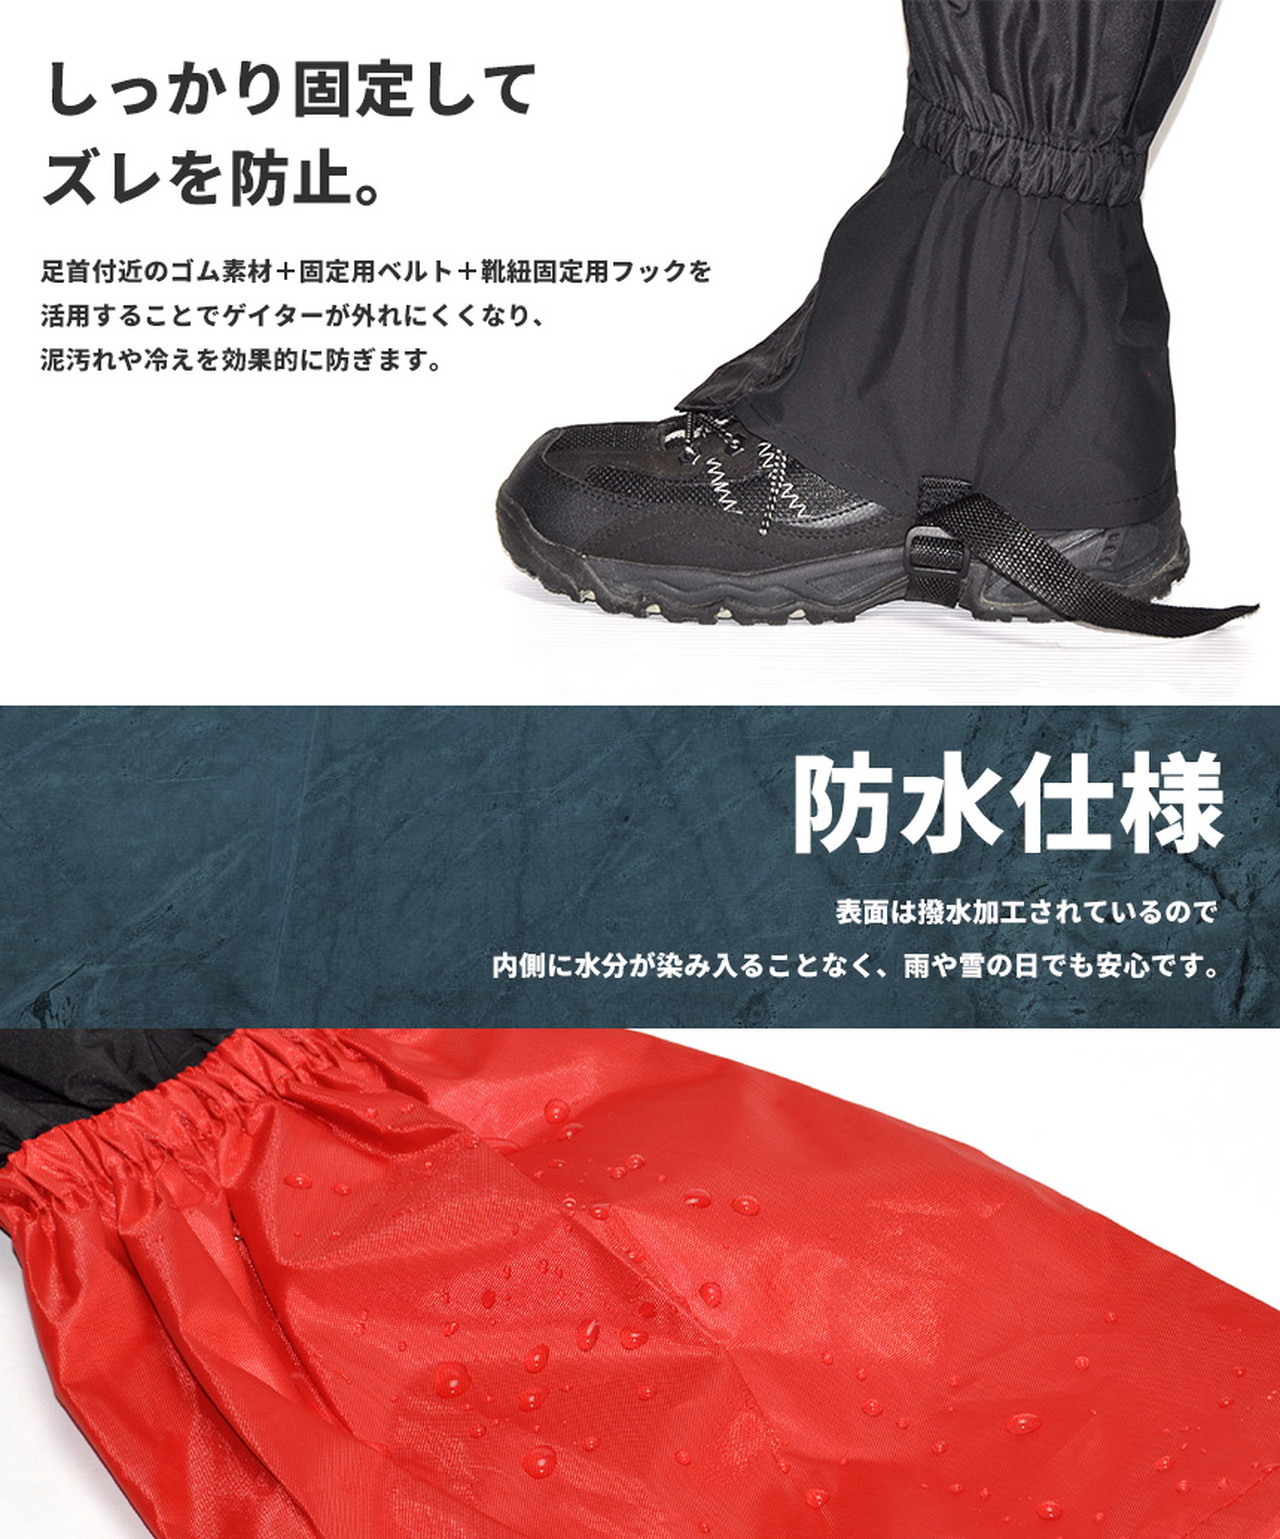 しっかり固定して
ズレを防止。
足首付近のゴム素材＋固定用ベルト＋靴紐固定用フックを
活用することでゲイターが外れにくくなり、
泥汚れや冷えを効果的に防ぎます。
防水仕様
表面は撥水加工されているので
内側に水分が染み入ることなく、雨や雪の日でも安心です。